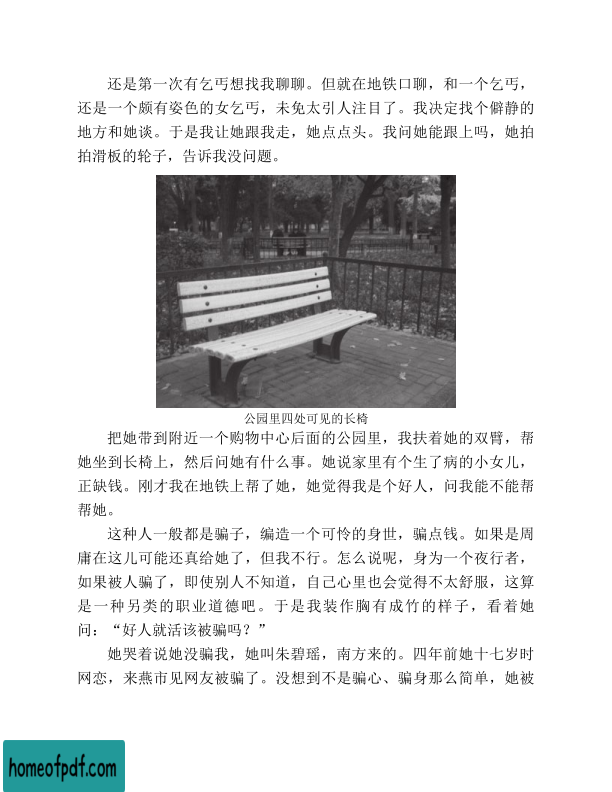 还是第一次有乞丐想找我聊聊。但就在地铁口聊，和一个乞丐，
还是一个颇有姿色的女乞丐，未免太引人注目了。我决定找个僻静的
地方和她谈。于是我让她跟我走，她点点头。我问她能跟上吗，她拍
拍滑板的轮子，告诉我没问题。
公园里四处可见的长椅
把她带到附近一个购物中心后面的公园里，我扶着她的双臂，帮
她坐到长椅上，然后问她有什么事。她说家里有个生了病的小女儿，
正缺钱。刚才我在地铁上帮了她，她觉得我是个好人，问我能不能帮
帮她。
这种人一般都是骗子，编造一个可怜的身世，骗点钱。如果是周
庸在这儿可能还真给她了，但我不行。怎么说呢，身为一个夜行者，
如果被人骗了，即使别人不知道，自己心里也会觉得不太舒服，这算
是一种另类的职业道德吧。于是我装作胸有成竹的样子，看着她
问：“好人就活该被骗吗？”
她哭着说她没骗我，她叫朱碧瑶，南方来的。四年前她十七岁时
网恋，来燕市见网友被骗了。没想到不是骗心、骗身那么简单，她被
homeofpdf.com